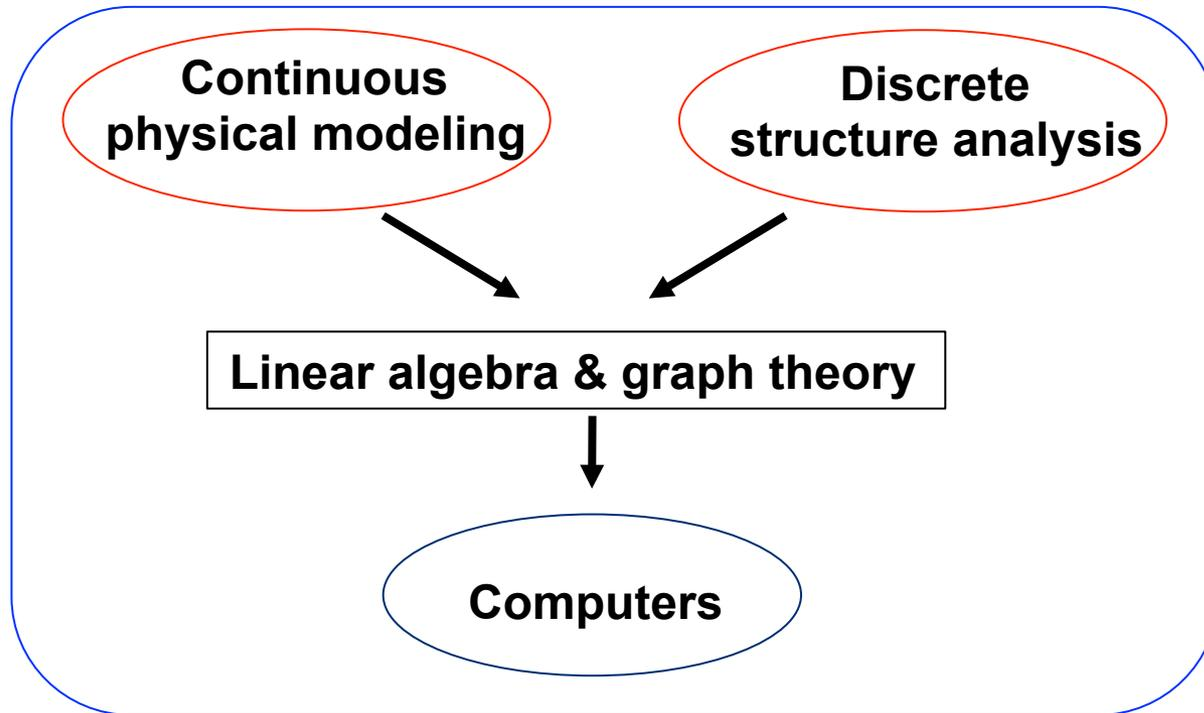 Continuous
physical modeling
Discrete
structure analysis
Linear algebra & graph theory
Computers